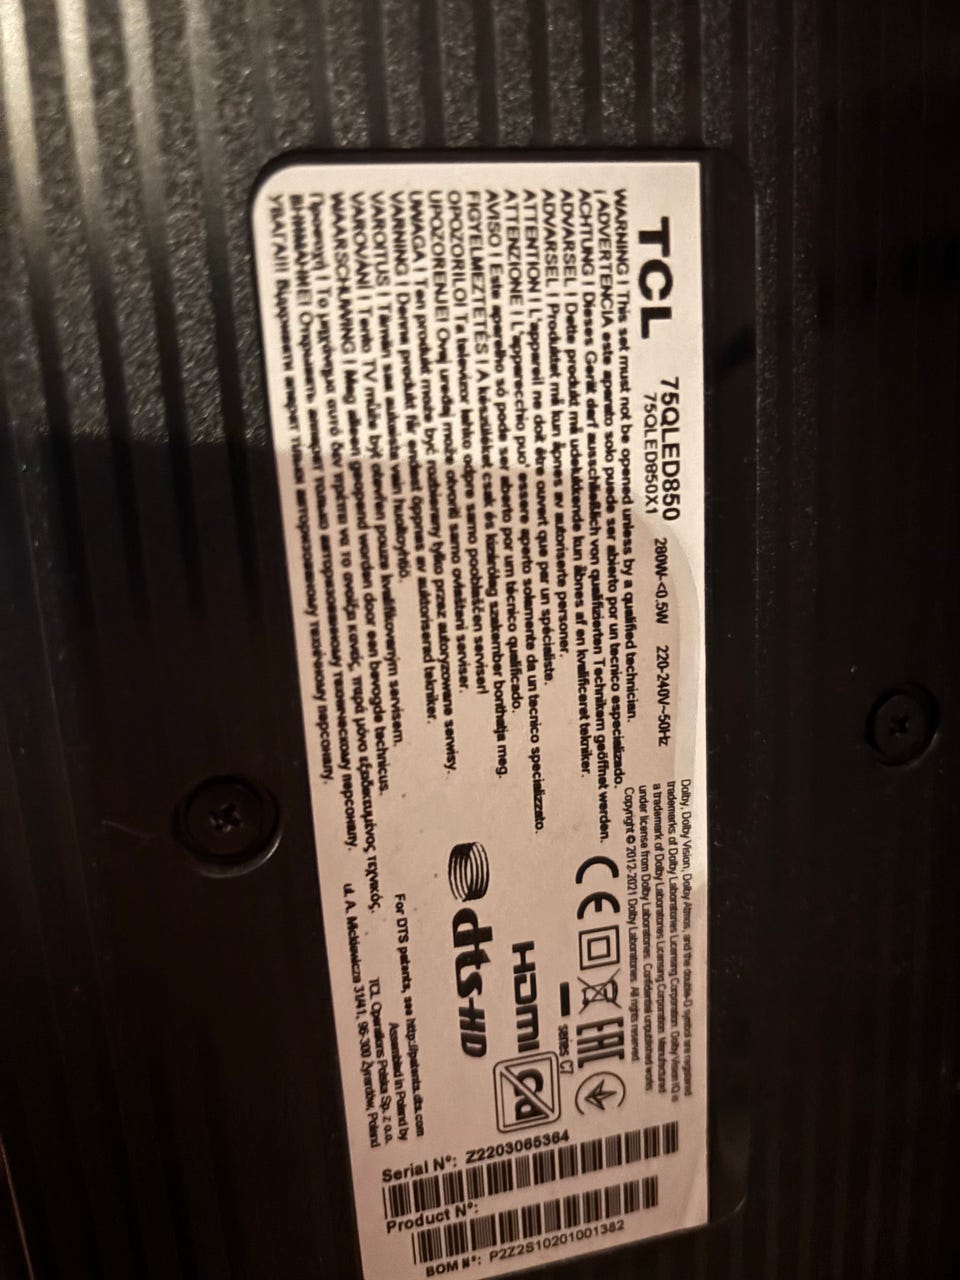 TCL
75QLED850
75QLED850X1
280W-<0.5W
220-240V~50Hz
Dolby, Dolby Vision, Dolby Atmos, and the double-D symbol are registered
trademarks of Dolby Laboratories Licensing Corporation. Dolby Vision IQ is
a trademark of Dolby Laboratories Licensing Corporation. Manufactured
under license from Dolby Laboratories. Confidential unpublished works.
Copyright © 2012-2021 Dolby Laboratories. All rights reserved.
WARNING | This set must not be opened unless by a qualified technician.
| ADVERTENCIA este aparato solo puede ser abierto por un tecnico especializado.
ACHTUNG | Dieses Gerät darf ausschließlich von qualifizierten Technikern geöffnet werden.
ADVARSEL | Dette produkt må udelukkende kun åbnes af en kvalificeret tekniker.
ADVARSEL | Produktet må kun åpnes av autoriserte personer.
ATTENTION | L'appareil ne doit être ouvert que par un spécialiste.
ATTENZIONE | L'apparecchio puo' essere aperto solamente da un tecnico specializzato.
AVISO | Este aparelho só pode ser aberto por um técnico qualificado.
FIGYELMEZTETÉS | A készüléket csak és kizárólag szakember bonthatja meg.
OPOZORILO! Ta televizor lahko odpre samo pooblaščen serviser!
UPOZORENJE! Ovaj uređaj može otvoriti samo ovlašteni serviser.
UWAGA | Ten produkt może być rozbierany tylko przez autoryzowane serwisy.
VARNING | Denna produkt får endast öppnas av auktoriserad tekniker.
VAROITUS | Tämän saa aukaista vain huoltoyhtiö.
VAROVÁNÍ | Tento TV může být otevřen pouze kvalifikovaným servisem.
WAARSCHUWING | Mag alleen geopend worden door een bevoegde technicus.
Προσοχή | Το μηχάνημα αυτό δεν πρέπει να το ανοίξει κανείς, παρά μόνο εξειδικευμένος τεχνικός.
ВНИМАНИЕ! Открывать аппарат только авторизованному техническому персоналу.
УВАГА!!! Відкривати апарат тільки авторизованому технічному персоналу.
CE
EAC
series C7
HDMI
dts-HD
For DTS patents, see http://patents.dts.com
Assembled in Poland by
TCL Operations Polska Sp. z o.o.
ul. A. Mickiewicza 31/41, 96-300 Żyrardów, Poland
Serial N°: Z2203065364
Product N°:
BOM N°: P2Z2S10201001382